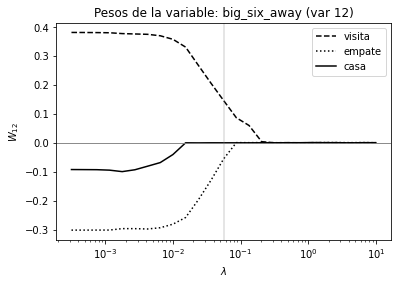 Pesos de la variable: big_six_away (var 12)
0.4
0.3
0.2
0.1
0.0
−0.1
−0.2
−0.3
W₁₂
visita
empate
casa
10⁻³
10⁻²
10⁻¹
10⁰
10¹
λ